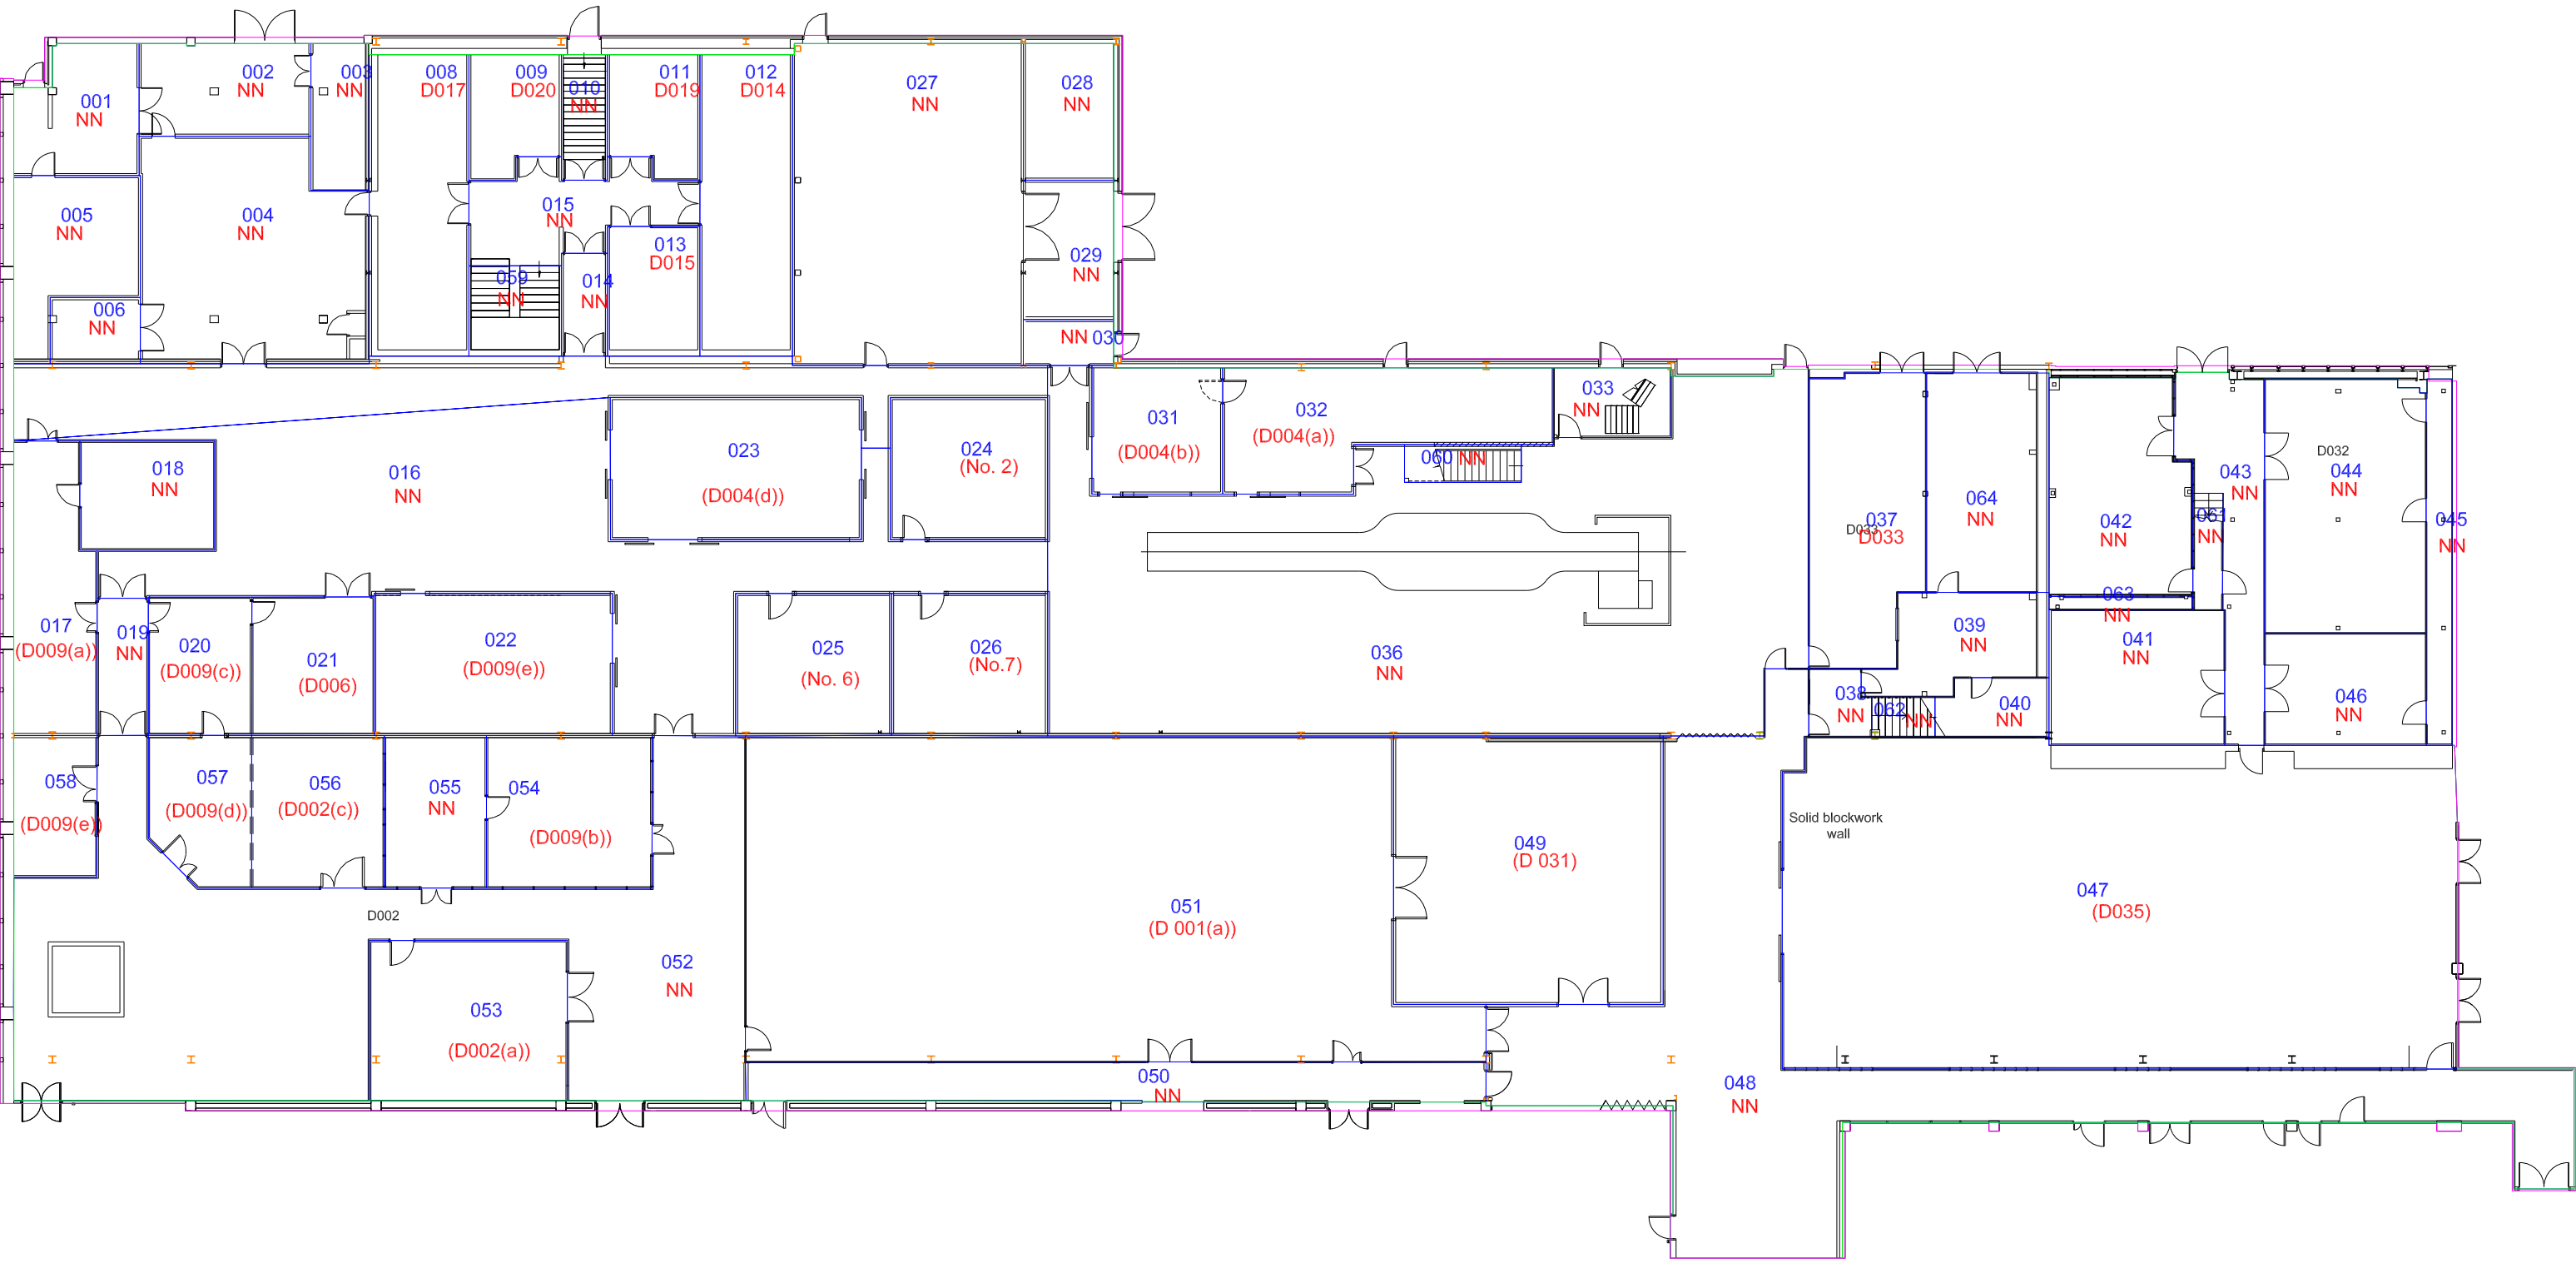 001
NN
002
NN
003
NN
008
D017
009
D020
010
NN
011
D019
012
D014
027
NN
028
NN
005
NN
004
NN
015
NN
013
D015
029
NN
006
NN
059
NN
014
NN
NN 030
018
NN
016
NN
023
(D004(d))
024
(No. 2)
031
(D004(b))
032
(D004(a))
033
NN
060 NN
037
D033
D033
064
NN
042
NN
043
NN
061
NN
D032
044
NN
045
NN
063
NN
017
(D009(a))
019
NN
020
(D009(c))
021
(D006)
022
(D009(e))
025
(No. 6)
026
(No.7)
036
NN
039
NN
041
NN
038
NN
062
NN
040
NN
046
NN
058
(D009(e))
057
(D009(d))
056
(D002(c))
055
NN
054
(D009(b))
049
(D 031)
Solid blockwork
wall
047
(D035)
D002
051
(D 001(a))
052
NN
053
(D002(a))
050
NN
048
NN